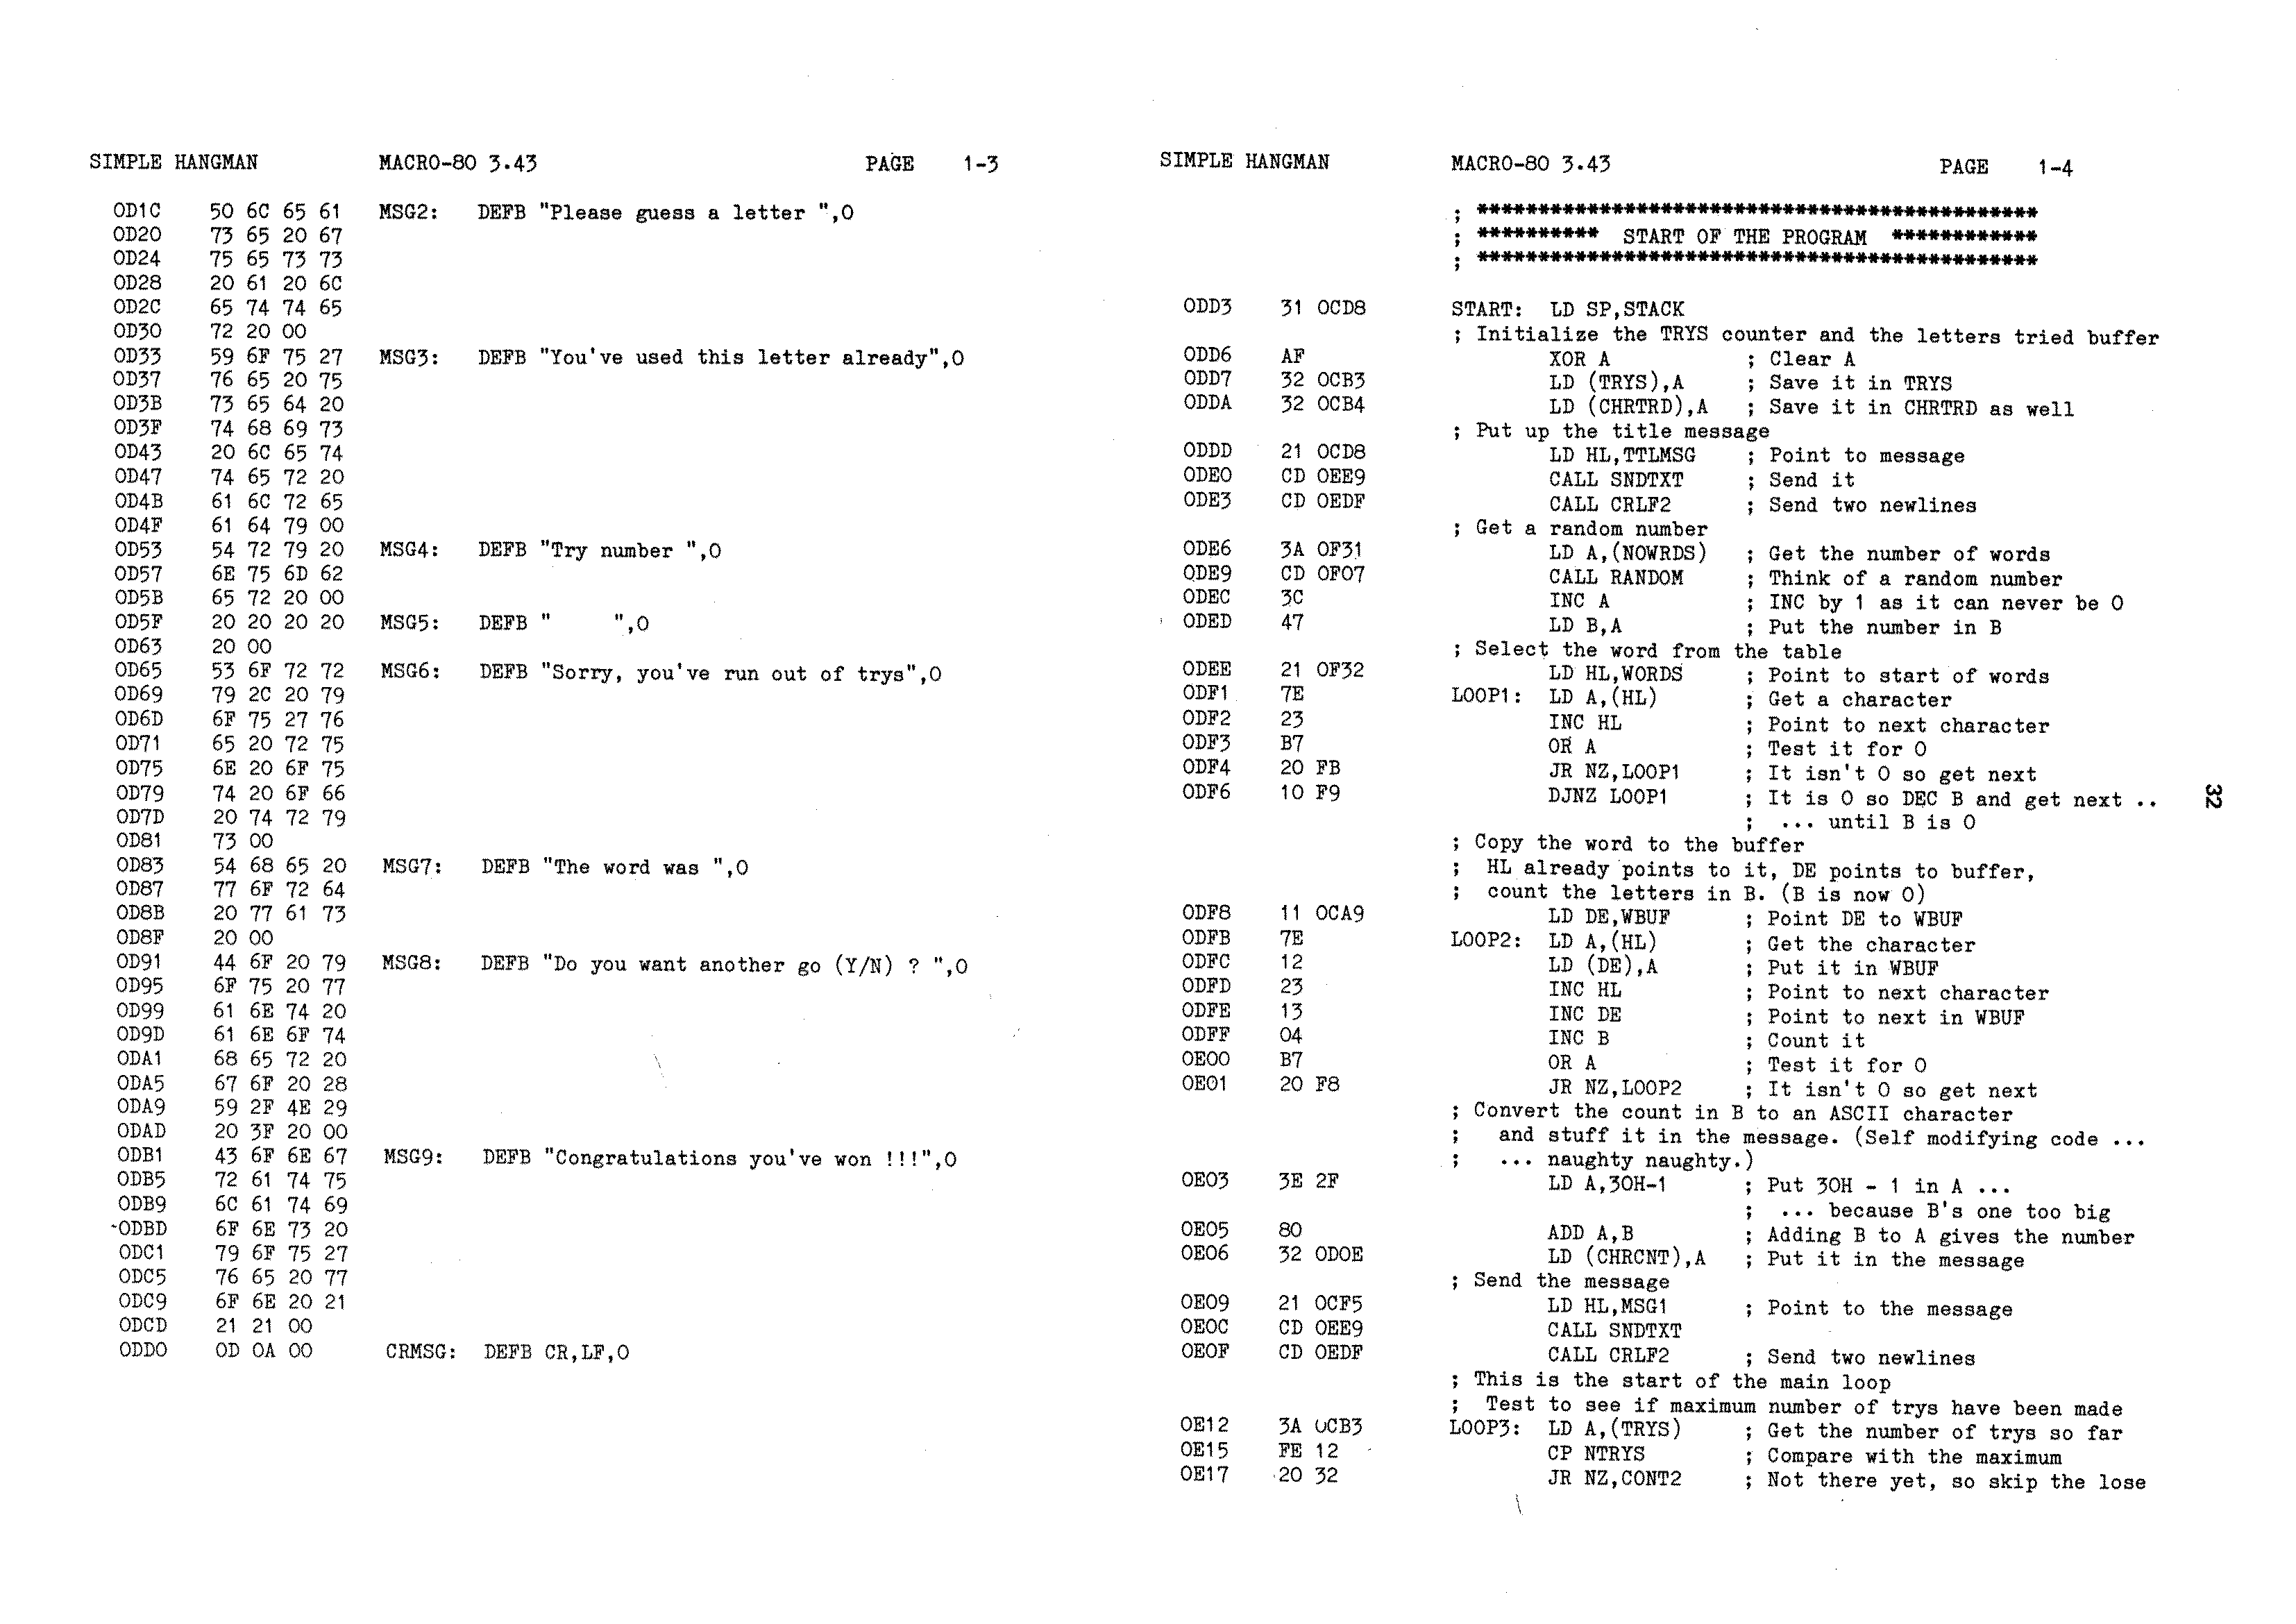 SIMPLE HANGMAN MACRO-80 3.43 PAGE 1-3
0D1C 50 6C 65 61 MSG2: DEFB "Please guess a letter ",0
0D20 73 65 20 67
0D24 75 65 73 73
0D28 20 61 20 6C
0D2C 65 74 74 65
0D30 72 20 00
0D33 59 6F 75 27 MSG3: DEFB "You've used this letter already",0
0D37 76 65 20 75
0D3B 73 65 64 20
0D3F 74 68 69 73
0D43 20 6C 65 74
0D47 74 65 72 20
0D4B 61 6C 72 65
0D4F 61 64 79 00
0D53 54 72 79 20 MSG4: DEFB "Try number ",0
0D57 6E 75 6D 62
0D5B 65 72 20 00
0D5F 20 20 20 20 MSG5: DEFB "     ",0
0D63 20 00
0D65 53 6F 72 72 MSG6: DEFB "Sorry, you've run out of trys",0
0D69 79 2C 20 79
0D6D 6F 75 27 76
0D71 65 20 72 75
0D75 6E 20 6F 75
0D79 74 20 6F 66
0D7D 20 74 72 79
0D81 73 00
0D83 54 68 65 20 MSG7: DEFB "The word was ",0
0D87 77 6F 72 64
0D8B 20 77 61 73
0D8F 20 00
0D91 44 6F 20 79 MSG8: DEFB "Do you want another go (Y/N) ? ",0
0D95 6F 75 20 77
0D99 61 6E 74 20
0D9D 61 6E 6F 74
0DA1 68 65 72 20
0DA5 67 6F 20 28
0DA9 59 2F 4E 29
0DAD 20 3F 20 00
0DB1 43 6F 6E 67 MSG9: DEFB "Congratulations you've won !!!",0
0DB5 72 61 74 75
0DB9 6C 61 74 69
0DBD 6F 6E 73 20
0DC1 79 6F 75 27
0DC5 76 65 20 77
0DC9 6F 6E 20 21
0DCD 21 21 00
0DD0 0D 0A 00 CRMSG: DEFB CR,LF,0
SIMPLE HANGMAN MACRO-80 3.43 PAGE 1-4
; **********************************************
; ********** START OF THE PROGRAM ************
; **********************************************
0DD3 31 0CD8 START: LD SP,STACK
; Initialize the TRYS counter and the letters tried buffer
0DD6 AF XOR A ; Clear A
0DD7 32 0CB3 LD (TRYS),A ; Save it in TRYS
0DDA 32 0CB4 LD (CHRTRD),A ; Save it in CHRTRD as well
; Put up the title message
0DDD 21 0CD8 LD HL,TTLMSG ; Point to message
0DE0 CD 0EE9 CALL SNDTXT ; Send it
0DE3 CD 0EDF CALL CRLF2 ; Send two newlines
; Get a random number
0DE6 3A 0F31 LD A,(NOWRDS) ; Get the number of words
0DE9 CD 0F07 CALL RANDOM ; Think of a random number
0DEC 3C INC A ; INC by 1 as it can never be 0
0DED 47 LD B,A ; Put the number in B
; Select the word from the table
0DEE 21 0F32 LD HL,WORDS ; Point to start of words
0DF1 7E LOOP1: LD A,(HL) ; Get a character
0DF2 23 INC HL ; Point to next character
0DF3 B7 OR A ; Test it for 0
0DF4 20 FB JR NZ,LOOP1 ; It isn't 0 so get next
0DF6 10 F9 DJNZ LOOP1 ; It is 0 so DEC B and get next ..
; ... until B is 0
; Copy the word to the buffer
; HL already points to it, DE points to buffer,
; count the letters in B. (B is now 0)
0DF8 11 0CA9 LD DE,WBUF ; Point DE to WBUF
0DFB 7E LOOP2: LD A,(HL) ; Get the character
0DFC 12 LD (DE),A ; Put it in WBUF
0DFD 23 INC HL ; Point to next character
0DFE 13 INC DE ; Point to next in WBUF
0DFF 04 INC B ; Count it
0E00 B7 OR A ; Test it for 0
0E01 20 F8 JR NZ,LOOP2 ; It isn't 0 so get next
; Convert the count in B to an ASCII character
; and stuff it in the message. (Self modifying code ...
; ... naughty naughty.)
0E03 3E 2F LD A,30H-1 ; Put 30H - 1 in A ...
; ... because B's one too big
0E05 80 ADD A,B ; Adding B to A gives the number
0E06 32 0D0E LD (CHRCNT),A ; Put it in the message
; Send the message
0E09 21 0CF5 LD HL,MSG1 ; Point to the message
0E0C CD 0EE9 CALL SNDTXT
0E0F CD 0EDF CALL CRLF2 ; Send two newlines
; This is the start of the main loop
; Test to see if maximum number of trys have been made
0E12 3A 0CB3 LOOP3: LD A,(TRYS) ; Get the number of trys so far
0E15 FE 12 CP NTRYS ; Compare with the maximum
0E17 20 32 JR NZ,CONT2 ; Not there yet, so skip the lose
32